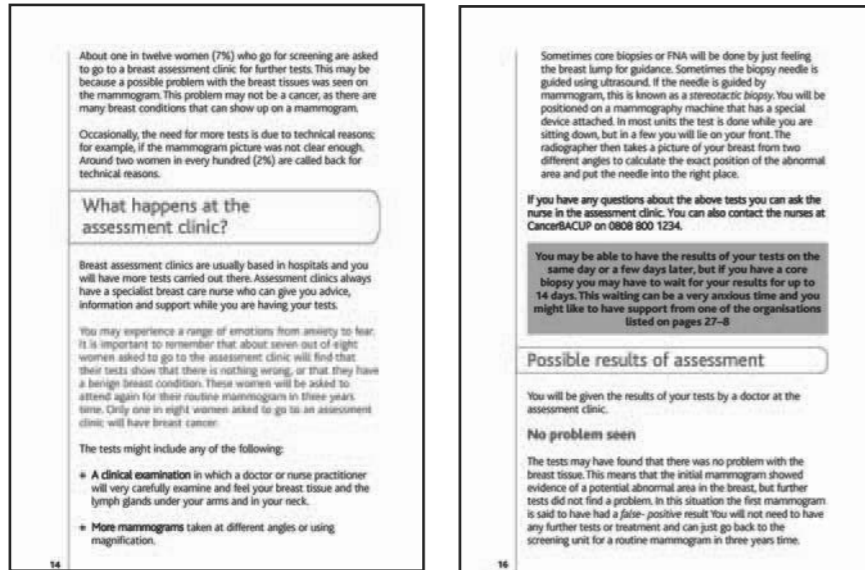 About one in twelve women (7%) who go for screening are asked
to go to a breast assessment clinic for further tests. This may be
because a possible problem with the breast tissues was seen on
the mammogram. This problem may not be a cancer, as there are
many breast conditions that can show up on a mammogram.
Occasionally, the need for more tests is due to technical reasons;
for example, if the mammogram picture was not clear enough.
Around two women in every hundred (2%) are called back for
technical reasons.
What happens at the
assessment clinic?
Breast assessment clinics are usually based in hospitals and you
will have more tests carried out there. Assessment clinics always
have a specialist breast care nurse who can give you advice,
information and support while you are having your tests.
You may experience a range of emotions from anxiety to fear.
It is important to remember that about seven out of eight
women asked to go to the assessment clinic will find that
their tests show that there is nothing wrong, or that they have
a benign breast condition. These women will be asked to
attend again for their routine mammogram in three years
time. Only one in eight women asked to go to an assessment
clinic will have breast cancer.
The tests might include any of the following:
+ A clinical examination in which a doctor or nurse practitioner
will very carefully examine and feel your breast tissue and the
lymph glands under your arms and in your neck.
+ More mammograms taken at different angles or using
magnification.
14
Sometimes core biopsies or FNA will be done by just feeling
the breast lump for guidance. Sometimes the biopsy needle is
guided using ultrasound. If the needle is guided by
mammogram, this is known as a stereotactic biopsy. You will be
positioned on a mammography machine that has a special
device attached. In most units the test is done while you are
sitting down, but in a few you will lie on your front. The
radiographer then takes a picture of your breast from two
different angles to calculate the exact position of the abnormal
area and put the needle into the right place.
If you have any questions about the above tests you can ask the
nurse in the assessment clinic. You can also contact the nurses at
CancerBACUP on 0808 800 1234.
You may be able to have the results of your tests on the
same day or a few days later, but if you have a core
biopsy you may have to wait for your results for up to
14 days. This waiting can be a very anxious time and you
might like to have support from one of the organisations
listed on pages 27–8
Possible results of assessment
You will be given the results of your tests by a doctor at the
assessment clinic.
No problem seen
The tests may have found that there was no problem with the
breast tissue. This means that the initial mammogram showed
evidence of a potential abnormal area in the breast, but further
tests did not find a problem. In this situation the first mammogram
is said to have had a false- positive result You will not need to have
any further tests or treatment and can just go back to the
screening unit for a routine mammogram in three years time.
16